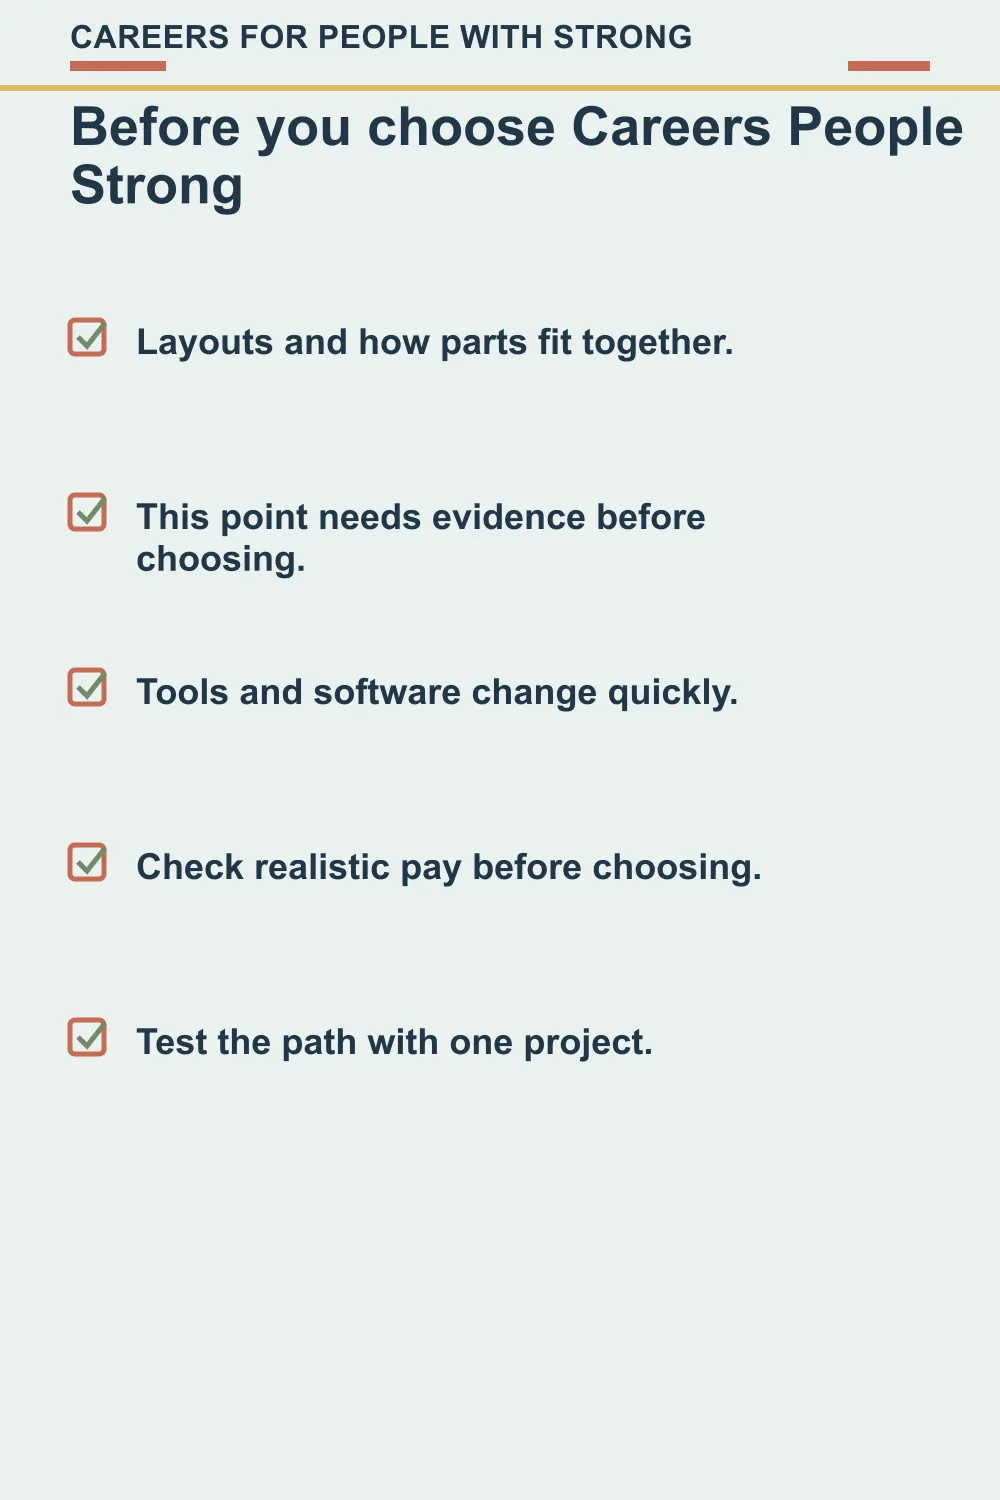 CAREERS FOR PEOPLE WITH STRONG
Before you choose Careers People
Strong
Layouts and how parts fit together.
This point needs evidence before
choosing.
Tools and software change quickly.
Check realistic pay before choosing.
Test the path with one project.